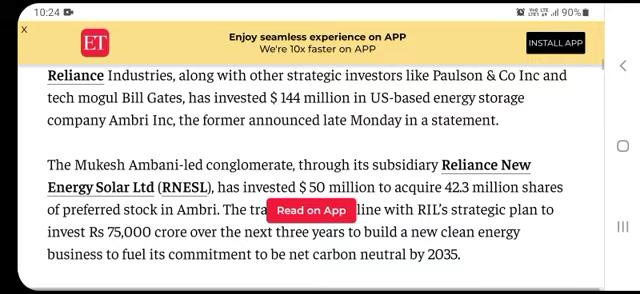 10:24
90%
X
ET
Enjoy seamless experience on APP
We're 10x faster on APP
INSTALL APP
Reliance Industries, along with other strategic investors like Paulson & Co Inc and
tech mogul Bill Gates, has invested $ 144 million in US-based energy storage
company Ambri Inc, the former announced late Monday in a statement.
The Mukesh Ambani-led conglomerate, through its subsidiary Reliance New
Energy Solar Ltd (RNESL), has invested $ 50 million to acquire 42.3 million shares
of preferred stock in Ambri. The tra Read on App line with RIL's strategic plan to
invest Rs 75,000 crore over the next three years to build a new clean energy
business to fuel its commitment to be net carbon neutral by 2035.